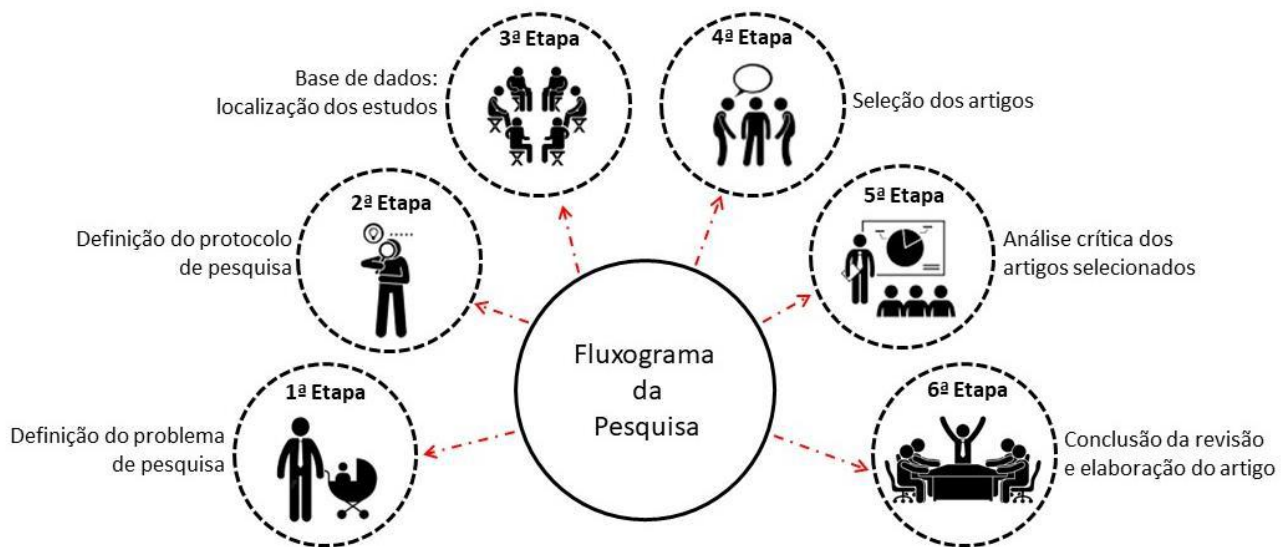 1ª Etapa
Definição do problema
de pesquisa
2ª Etapa
Definição do protocolo
de pesquisa
3ª Etapa
Base de dados:
localização dos estudos
4ª Etapa
Seleção dos artigos
5ª Etapa
Análise crítica dos
artigos selecionados
6ª Etapa
Conclusão da revisão
e elaboração do artigo
Fluxograma
da
Pesquisa